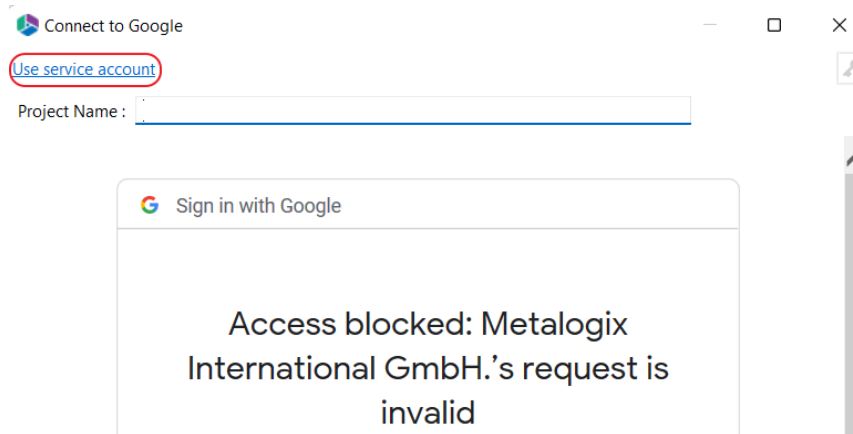 Connect to Google
Use service account
Project Name :
Sign in with Google
Access blocked: Metalogix
International GmbH.’s request is
invalid